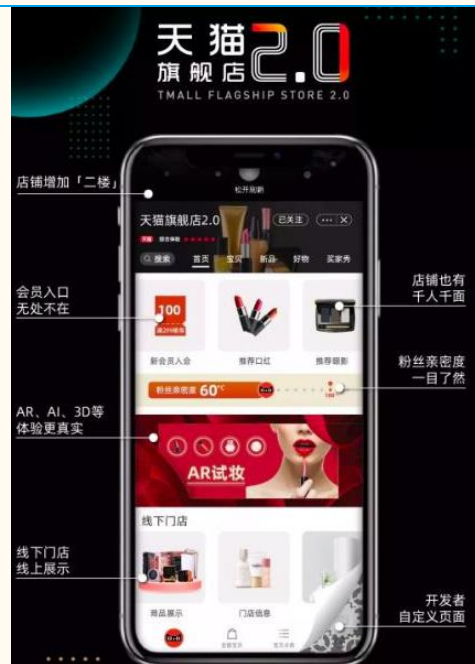 天猫2.0
旗舰店
TMALL FLAGSHIP STORE 2.0
店铺增加「二楼」
松开刷新
天猫旗舰店2.0
已关注
搜索 首页 宝贝 新品 好物 买家秀
会员入口
无处不在
店铺也有
千人千面
100
新会员入会 推荐口红 推荐眼影
粉丝亲密度
一目了然
粉丝亲密度 60℃
100
AR、AI、3D等
体验更真实
AR试妆
线下门店
线下门店
线上展示
商品展示 门店信息
开发者
自定义页面